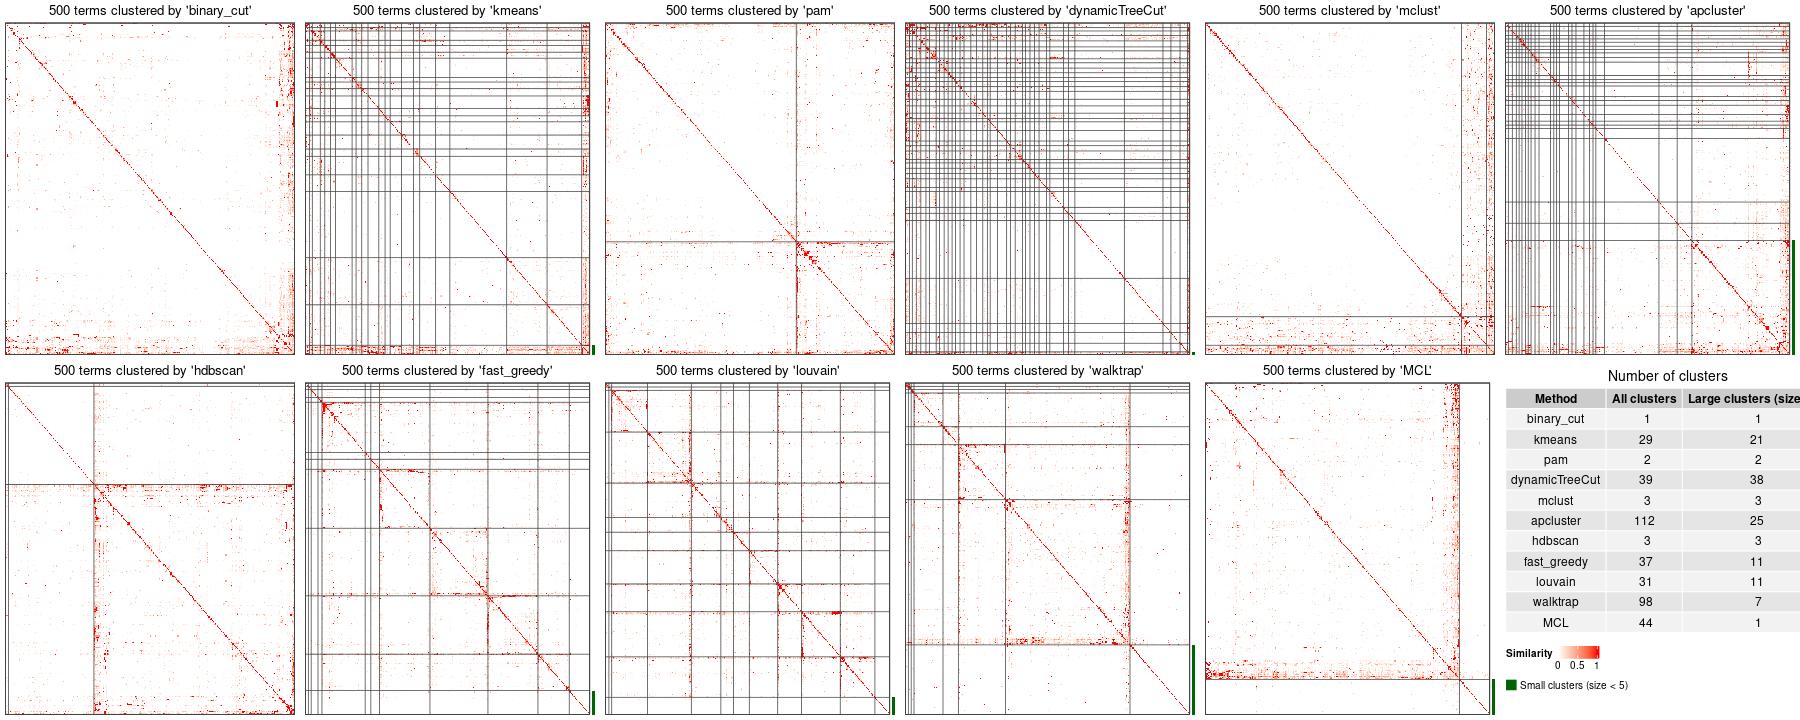 500 terms clustered by 'binary_cut'
500 terms clustered by 'kmeans'
500 terms clustered by 'pam'
500 terms clustered by 'dynamicTreeCut'
500 terms clustered by 'mclust'
500 terms clustered by 'apcluster'
500 terms clustered by 'hdbscan'
500 terms clustered by 'fast_greedy'
500 terms clustered by 'louvain'
500 terms clustered by 'walktrap'
500 terms clustered by 'MCL'
Number of clusters
Method All clusters Large clusters (size
binary_cut 1 1
kmeans 29 21
pam 2 2
dynamicTreeCut 39 38
mclust 3 3
apcluster 112 25
hdbscan 3 3
fast_greedy 37 11
louvain 31 11
walktrap 98 7
MCL 44 1
Similarity
0 0.5 1
Small clusters (size < 5)